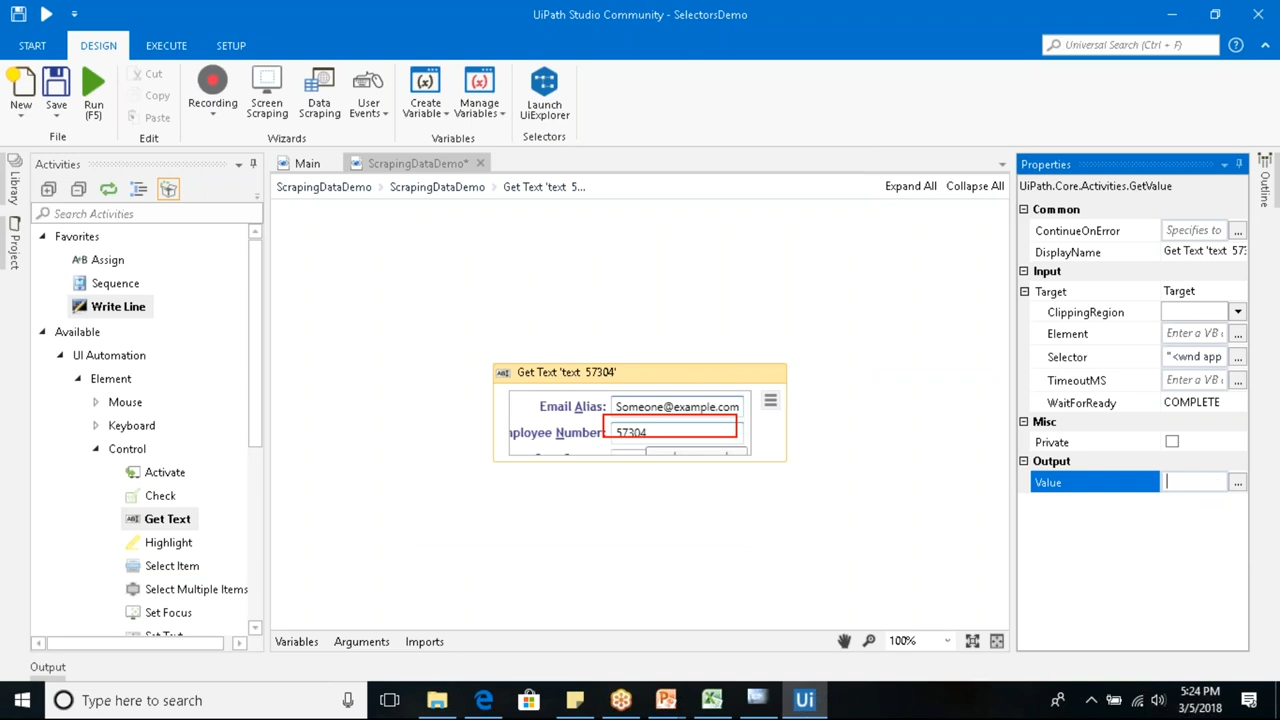 UiPath Studio Community - SelectorsDemo
START DESIGN EXECUTE SETUP
Universal Search (Ctrl + F)
New Save Run (F5)
Cut
Copy
Paste
Recording
Screen Scraping
Data Scraping
User Events
Create Variable
Manage Variables
Launch UiExplorer
File Edit Wizards Variables Selectors
Library
Project
Activities
Search Activities
Favorites
Assign
Sequence
Write Line
Available
UI Automation
Element
Mouse
Keyboard
Control
Activate
Check
Get Text
Highlight
Select Item
Select Multiple Items
Set Focus
Main ScrapingDataDemo*
ScrapingDataDemo ScrapingDataDemo Get Text 'text 5...
Expand All Collapse All
Get Text 'text 57304'
Email Alias: Someone@example.com
ployee Number: 57304
Variables Arguments Imports
100%
Properties
UiPath.Core.Activities.GetValue
Common
ContinueOnError Specifies to ...
DisplayName Get Text 'text 573
Input
Target Target
ClippingRegion
Element Enter a VB ...
Selector "<wnd app ...
TimeoutMS Enter a VB ...
WaitForReady COMPLETE
Misc
Private
Output
Value ...
Outline
Output
Type here to search
Ui
5:24 PM
3/5/2018